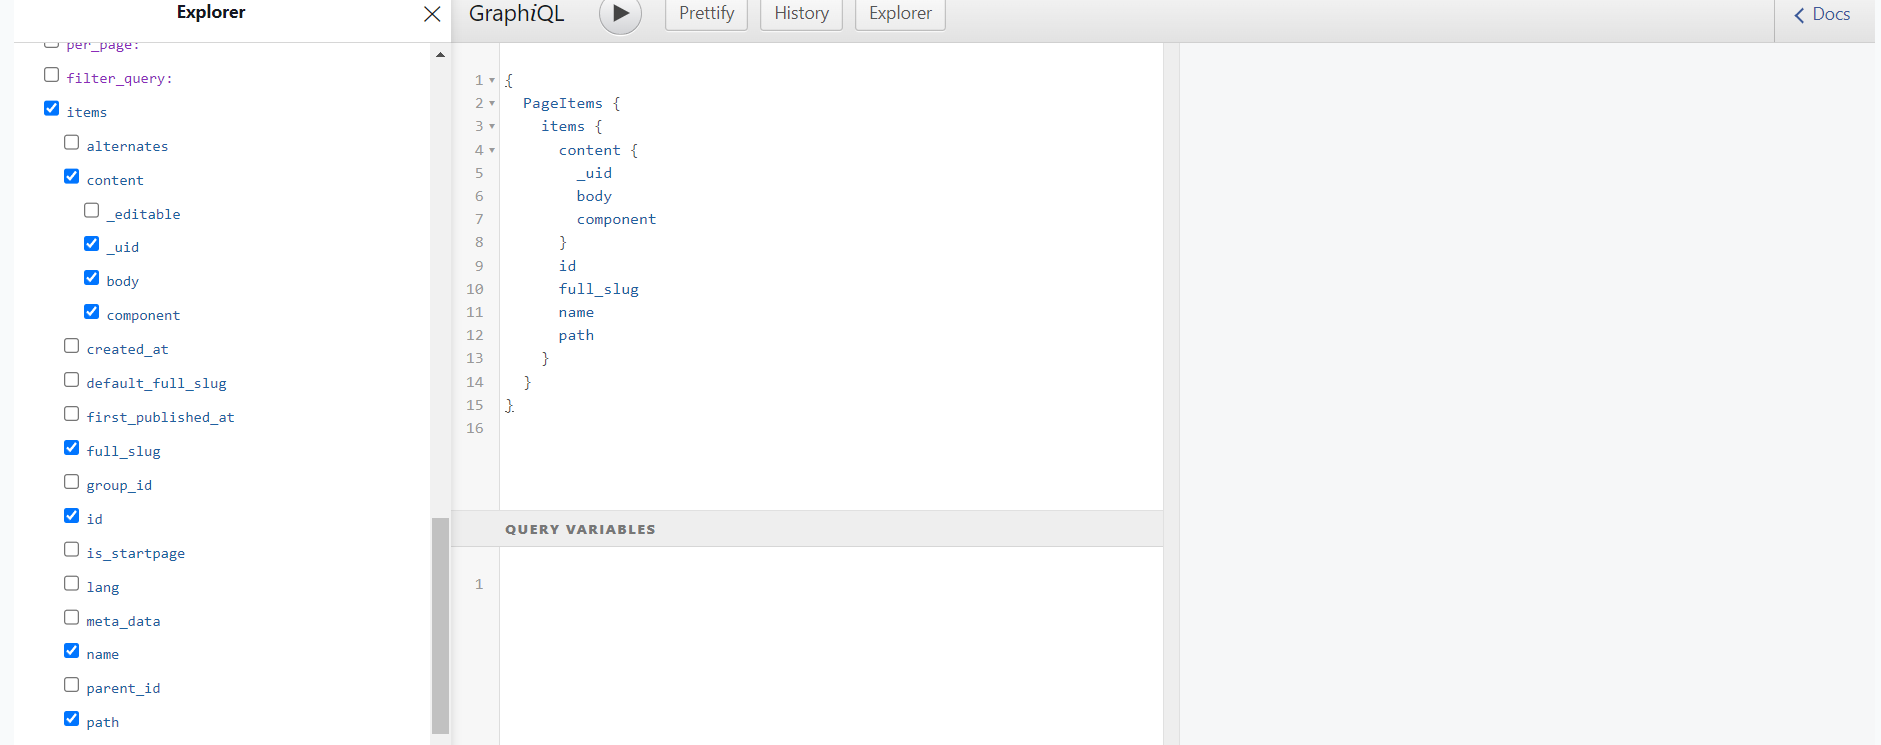 Explorer
per_page:
filter_query:
items
alternates
content
_editable
_uid
body
component
created_at
default_full_slug
first_published_at
full_slug
group_id
id
is_startpage
lang
meta_data
name
parent_id
path
GraphiQL
Prettify
History
Explorer
Docs
1 {
2 PageItems {
3 items {
4 content {
5 _uid
6 body
7 component
8 }
9 id
10 full_slug
11 name
12 path
13 }
14 }
15 }
16
QUERY VARIABLES
1